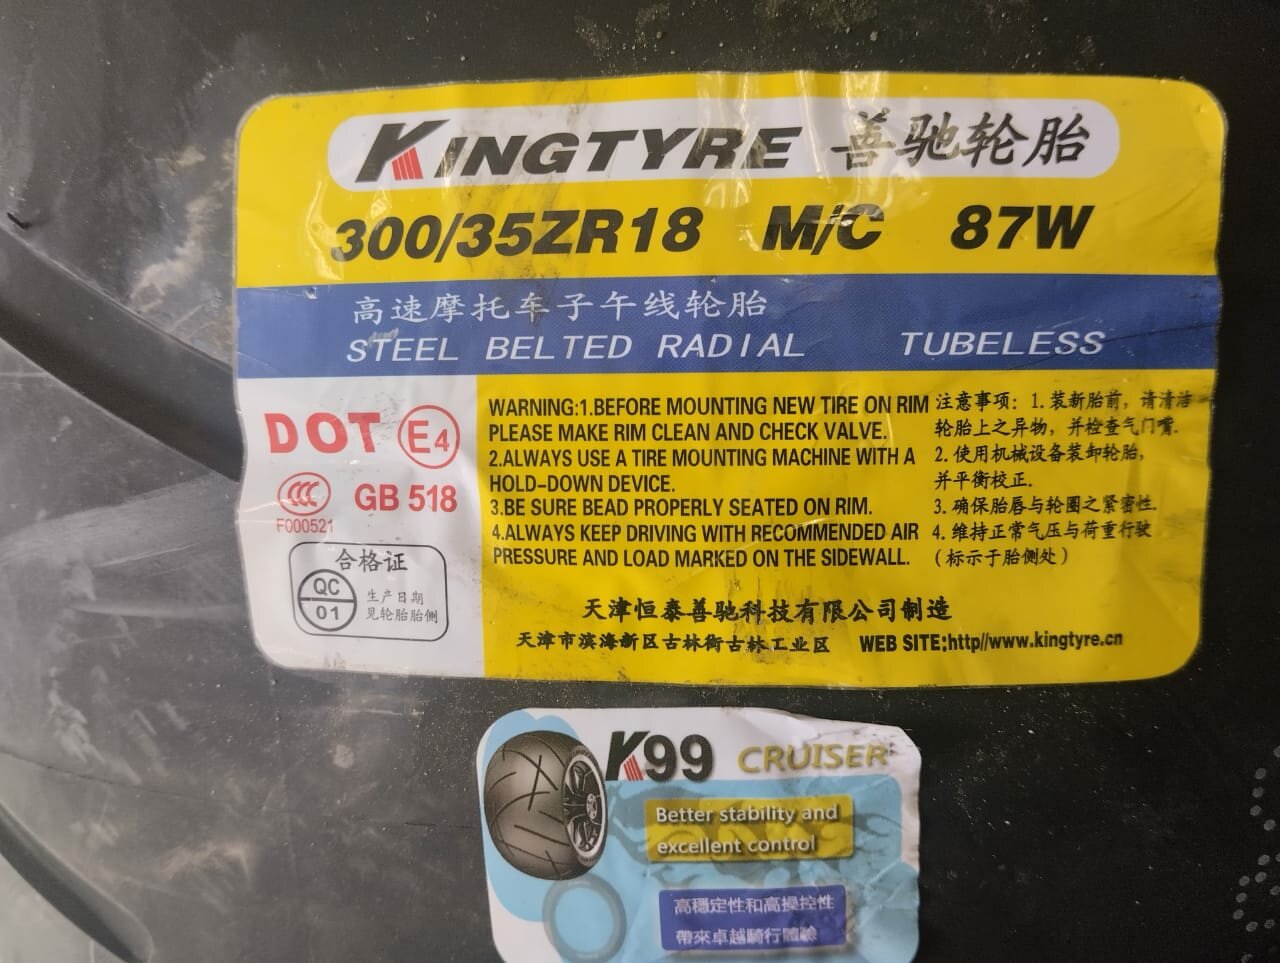 KINGTYRE 善驰轮胎
300/35ZR18 M/C 87W
高速摩托车子午线轮胎
STEEL BELTED RADIAL TUBELESS
DOT E4
GB 518
F000521
合格证
QC
01
生产日期
见轮胎胎侧
WARNING:1.BEFORE MOUNTING NEW TIRE ON RIM
PLEASE MAKE RIM CLEAN AND CHECK VALVE.
2.ALWAYS USE A TIRE MOUNTING MACHINE WITH A
HOLD-DOWN DEVICE.
3.BE SURE BEAD PROPERLY SEATED ON RIM.
4.ALWAYS KEEP DRIVING WITH RECOMMENDED AIR
PRESSURE AND LOAD MARKED ON THE SIDEWALL.
注意事项：1. 装新胎前，请清洁
轮胎上之异物，并检查气门嘴.
2. 使用机械设备装卸轮胎，
并平衡校正.
3. 确保胎唇与轮圈之紧密性.
4. 维持正常气压与荷重行驶
(标示于胎侧处)
天津恒泰善驰科技有限公司制造
天津市滨海新区古林街古林工业区 WEB SITE:http//www.kingtyre.cn
K99 CRUISER
Better stability and
excellent control
高穩定性和高操控性
帶來卓越騎行體驗